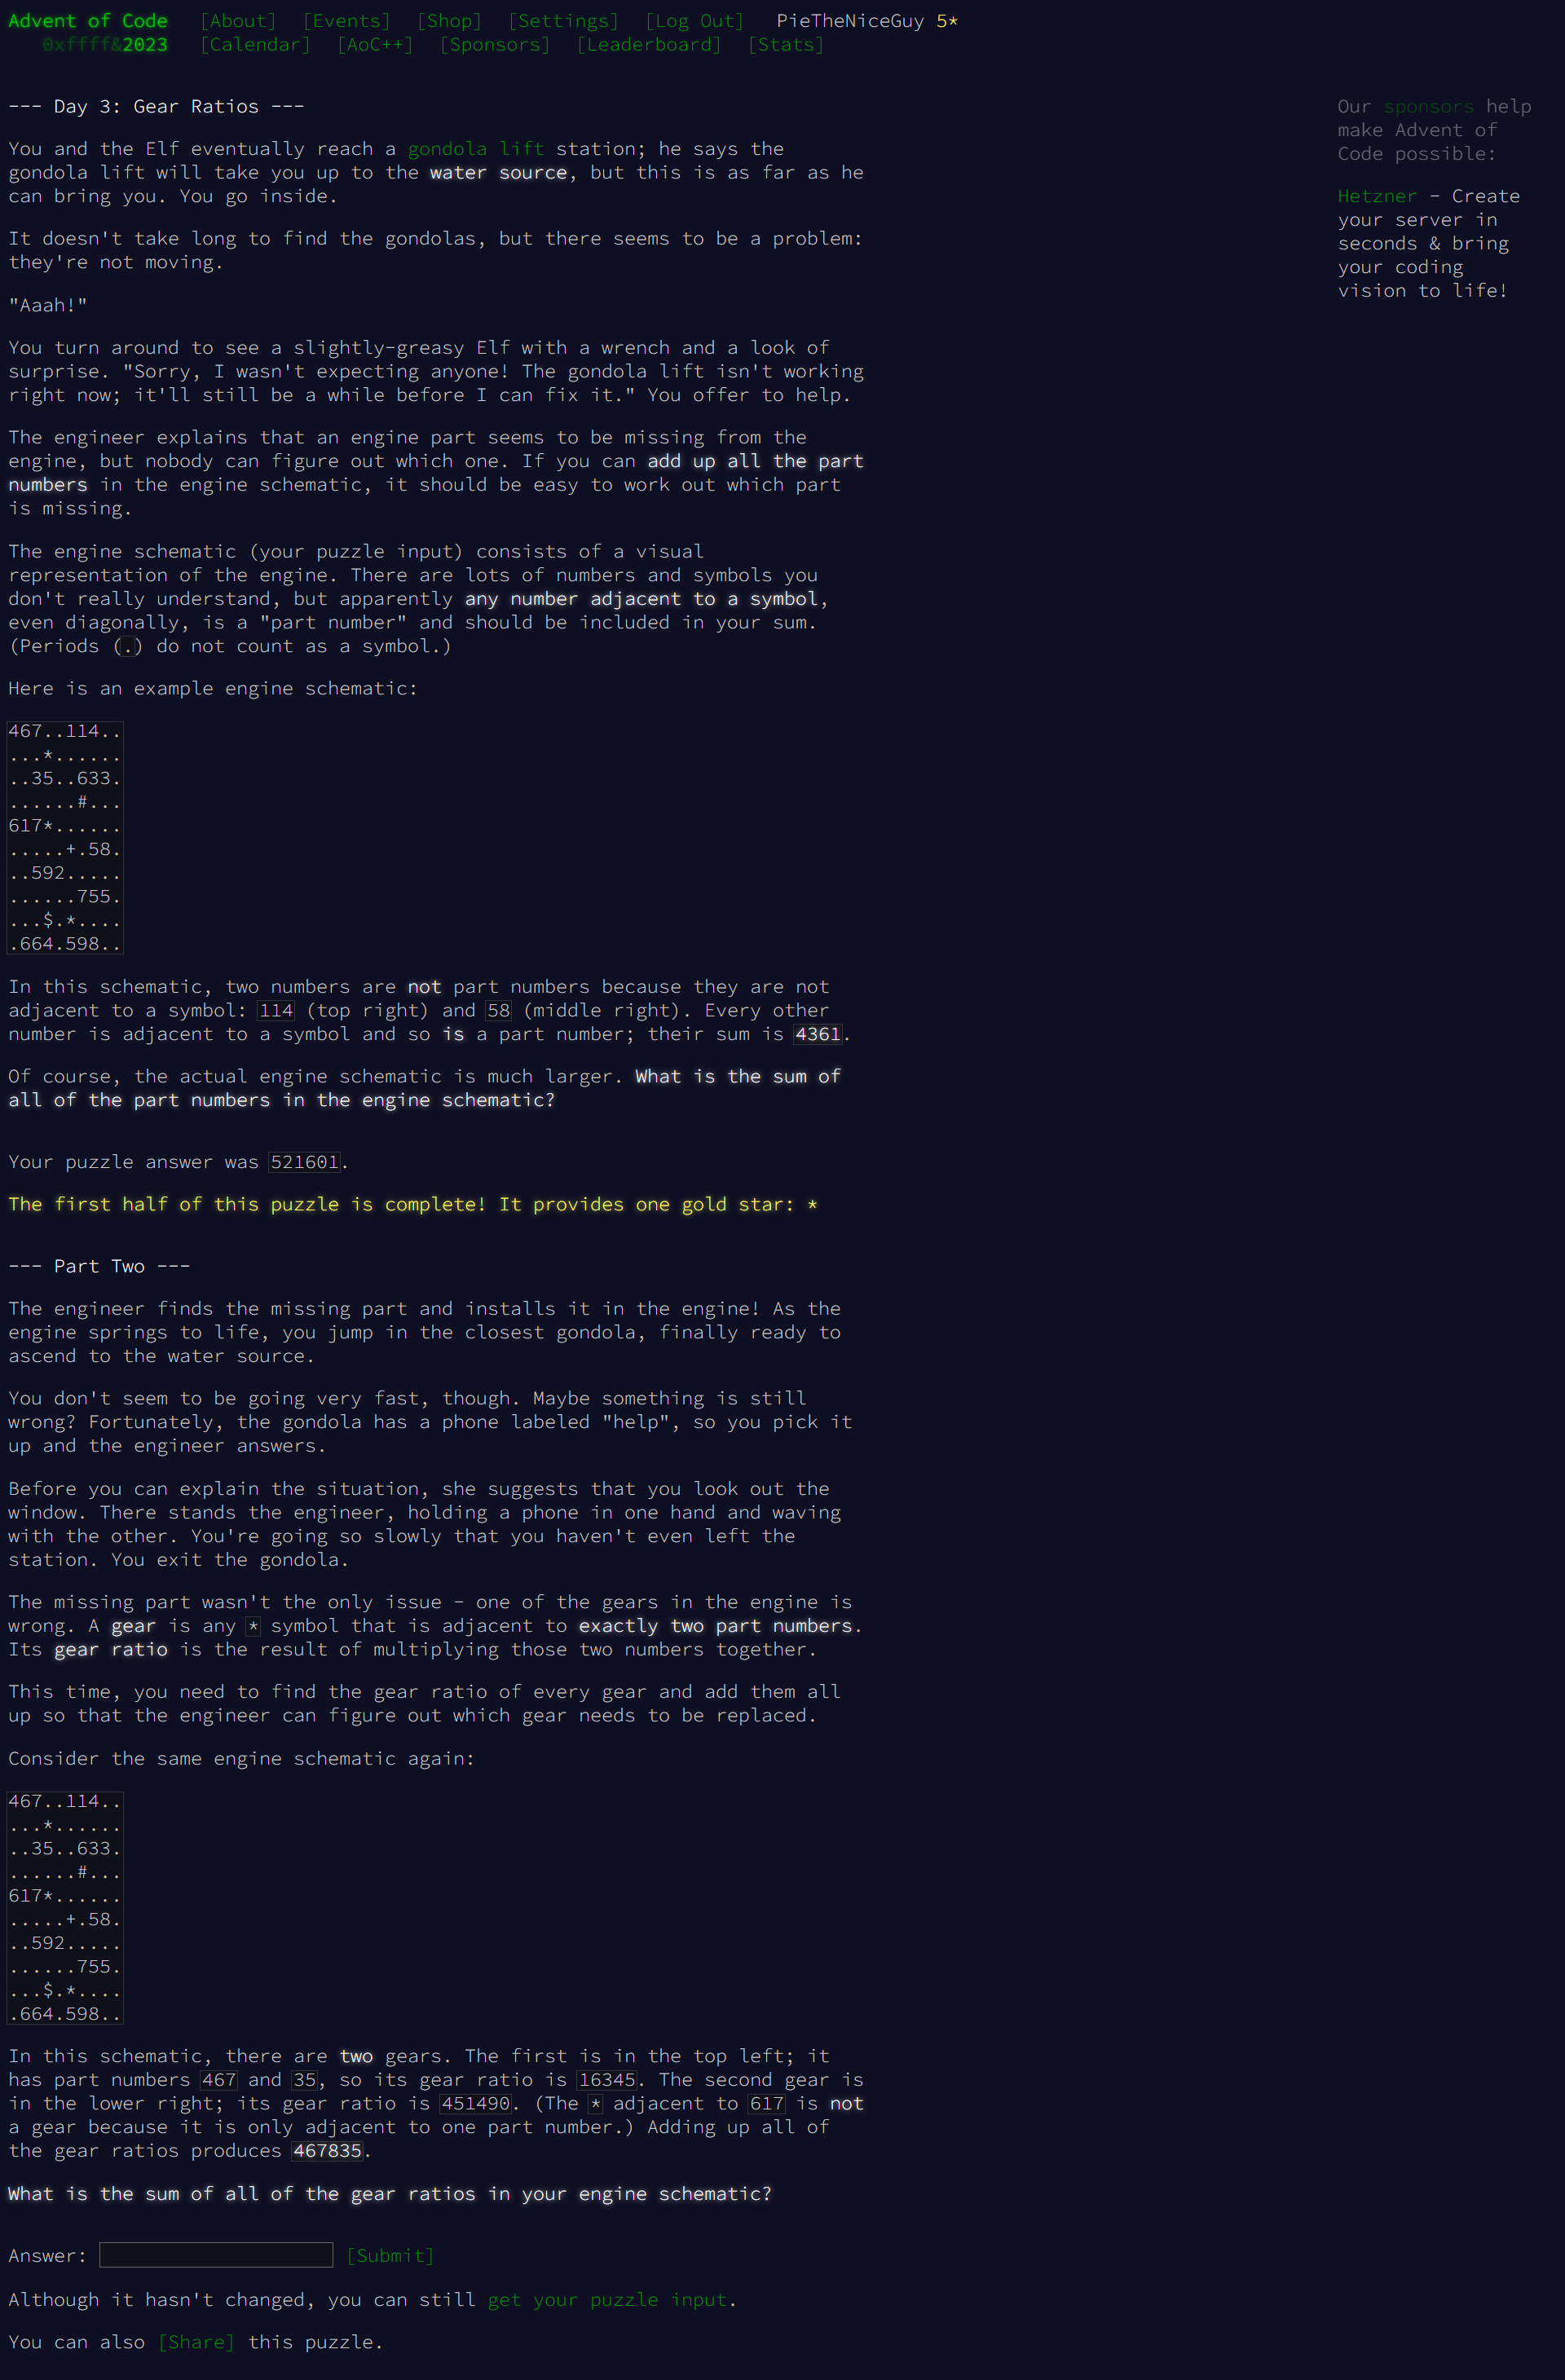 Advent of Code [About] [Events] [Shop] [Settings] [Log Out] PieTheNiceGuy 5*
0xffff&2023 [Calendar] [AoC++] [Sponsors] [Leaderboard] [Stats]
--- Day 3: Gear Ratios ---
You and the Elf eventually reach a gondola lift station; he says the
gondola lift will take you up to the water source, but this is as far as he
can bring you. You go inside.
It doesn't take long to find the gondolas, but there seems to be a problem:
they're not moving.
"Aaah!"
You turn around to see a slightly-greasy Elf with a wrench and a look of
surprise. "Sorry, I wasn't expecting anyone! The gondola lift isn't working
right now; it'll still be a while before I can fix it." You offer to help.
The engineer explains that an engine part seems to be missing from the
engine, but nobody can figure out which one. If you can add up all the part
numbers in the engine schematic, it should be easy to work out which part
is missing.
The engine schematic (your puzzle input) consists of a visual
representation of the engine. There are lots of numbers and symbols you
don't really understand, but apparently any number adjacent to a symbol,
even diagonally, is a "part number" and should be included in your sum.
(Periods (.) do not count as a symbol.)
Here is an example engine schematic:
467..114..
...*......
..35..633.
......#...
617*......
.....+.58.
..592.....
......755.
...$.*....
.664.598..
In this schematic, two numbers are not part numbers because they are not
adjacent to a symbol: 114 (top right) and 58 (middle right). Every other
number is adjacent to a symbol and so is a part number; their sum is 4361.
Of course, the actual engine schematic is much larger. What is the sum of
all of the part numbers in the engine schematic?
Your puzzle answer was 521601.
The first half of this puzzle is complete! It provides one gold star: *
--- Part Two ---
The engineer finds the missing part and installs it in the engine! As the
engine springs to life, you jump in the closest gondola, finally ready to
ascend to the water source.
You don't seem to be going very fast, though. Maybe something is still
wrong? Fortunately, the gondola has a phone labeled "help", so you pick it
up and the engineer answers.
Before you can explain the situation, she suggests that you look out the
window. There stands the engineer, holding a phone in one hand and waving
with the other. You're going so slowly that you haven't even left the
station. You exit the gondola.
The missing part wasn't the only issue - one of the gears in the engine is
wrong. A gear is any * symbol that is adjacent to exactly two part numbers.
Its gear ratio is the result of multiplying those two numbers together.
This time, you need to find the gear ratio of every gear and add them all
up so that the engineer can figure out which gear needs to be replaced.
Consider the same engine schematic again:
467..114..
...*......
..35..633.
......#...
617*......
.....+.58.
..592.....
......755.
...$.*....
.664.598..
In this schematic, there are two gears. The first is in the top left; it
has part numbers 467 and 35, so its gear ratio is 16345. The second gear is
in the lower right; its gear ratio is 451490. (The * adjacent to 617 is not
a gear because it is only adjacent to one part number.) Adding up all of
the gear ratios produces 467835.
What is the sum of all of the gear ratios in your engine schematic?
Answer: [Submit]
Although it hasn't changed, you can still get your puzzle input.
You can also [Share] this puzzle.
Our sponsors help
make Advent of
Code possible:
Hetzner - Create
your server in
seconds & bring
your coding
vision to life!